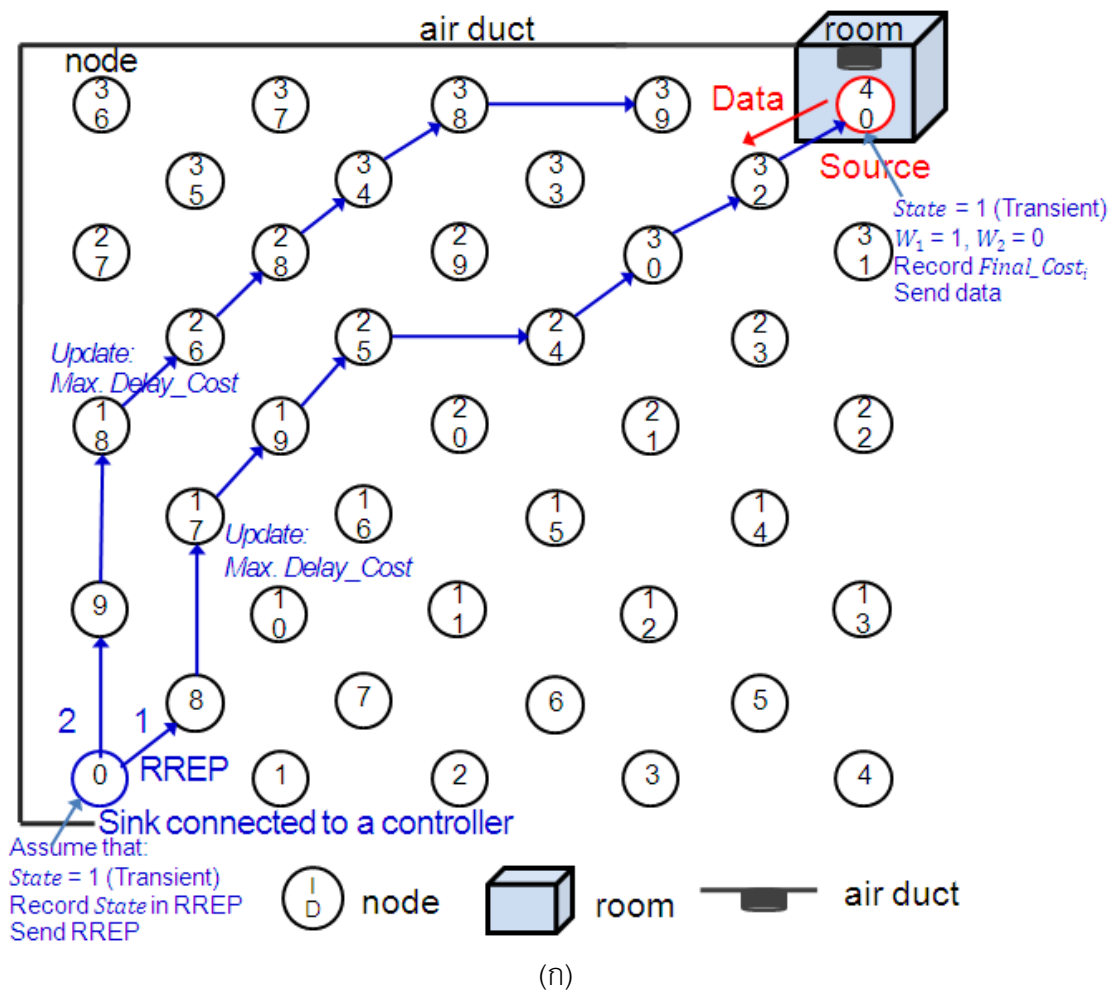 air duct
room
node
36
37
38
39
40
Data
35
34
33
32
Source
27
28
29
30
31
State = 1 (Transient)
W₁ = 1, W₂ = 0
Record Final_Costᵢ
Send data
26
25
24
23
Update:
Max. Delay_Cost
18
19
20
21
22
17
16
15
14
Update:
Max. Delay_Cost
9
10
11
12
13
8
7
6
5
2
1
RREP
0
1
2
3
4
Sink connected to a controller
Assume that:
State = 1 (Transient)
Record State in RREP
Send RREP
ID
node
room
air duct
(ก)